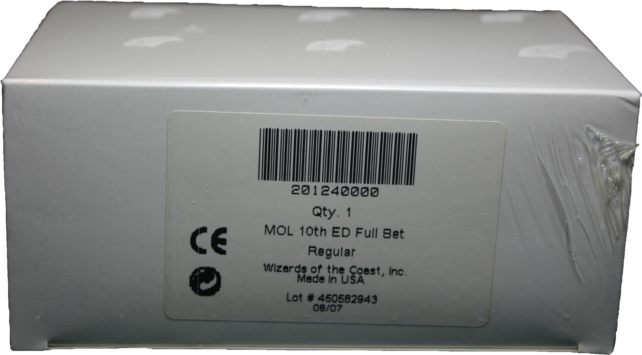 201240000
Qty. 1
MOL 10th ED Full Set
Regular
Wizards of the Coast, Inc.
Made in USA
Lot # 460582943
08/07
CE